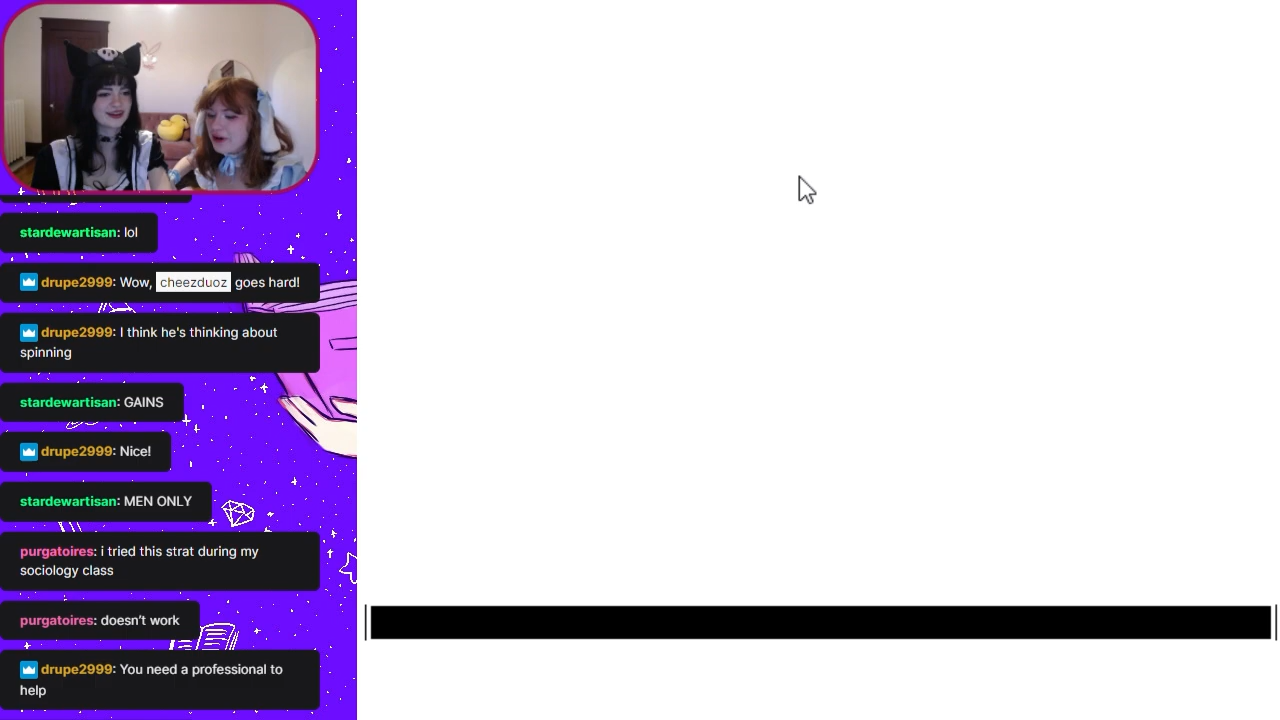 stardewartisan: lol
drupe2999: Wow, cheezduoz goes hard!
drupe2999: I think he's thinking about
spinning
stardewartisan: GAINS
drupe2999: Nice!
stardewartisan: MEN ONLY
purgatoires: i tried this strat during my
sociology class
purgatoires: doesn't work
drupe2999: You need a professional to
help